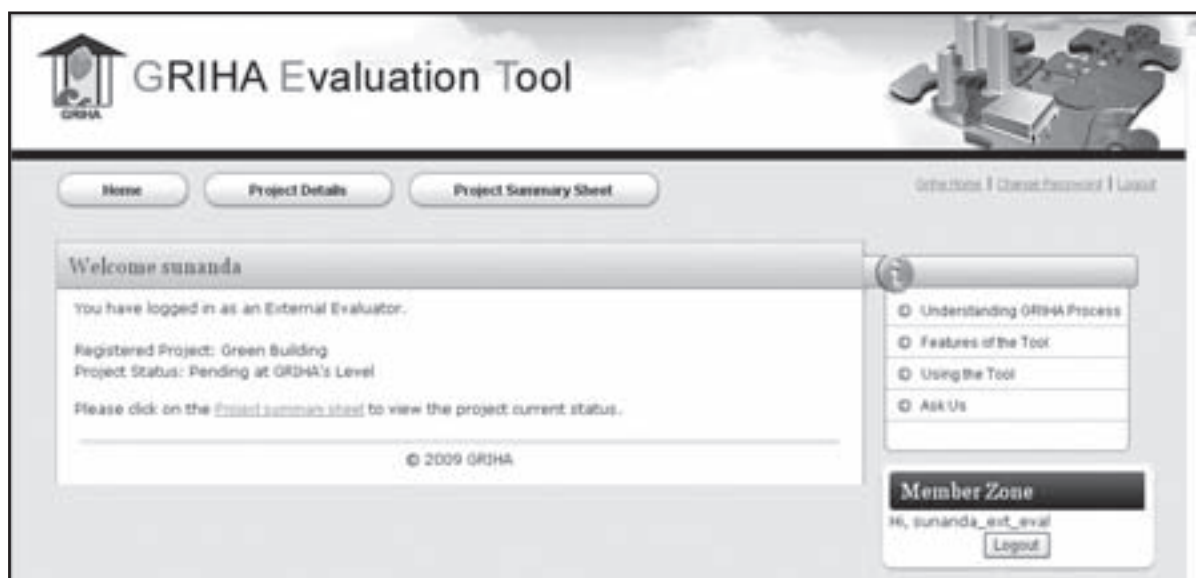 GRIHA Evaluation Tool
GRIHA
Home
Project Details
Project Summary Sheet
Griha Home | Change Password | Logout
Welcome sunanda
You have logged in as an External Evaluator.
Registered Project: Green Building
Project Status: Pending at GRIHA's Level
Please click on the Project summary sheet to view the project current status.
© 2009 GRIHA
Understanding GRIHA Process
Features of the Tool
Using the Tool
Ask Us
Member Zone
Hi, sunanda_ext_eval
Logout